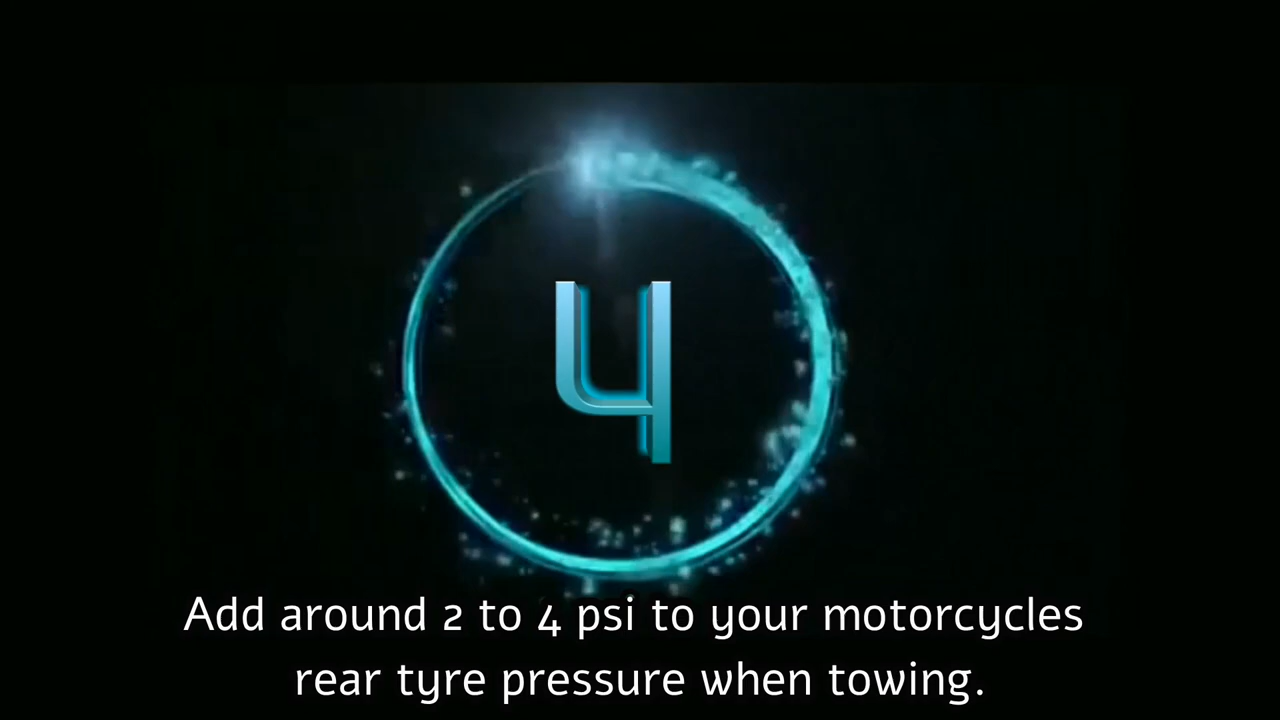 4
Add around 2 to 4 psi to your motorcycles
rear tyre pressure when towing.